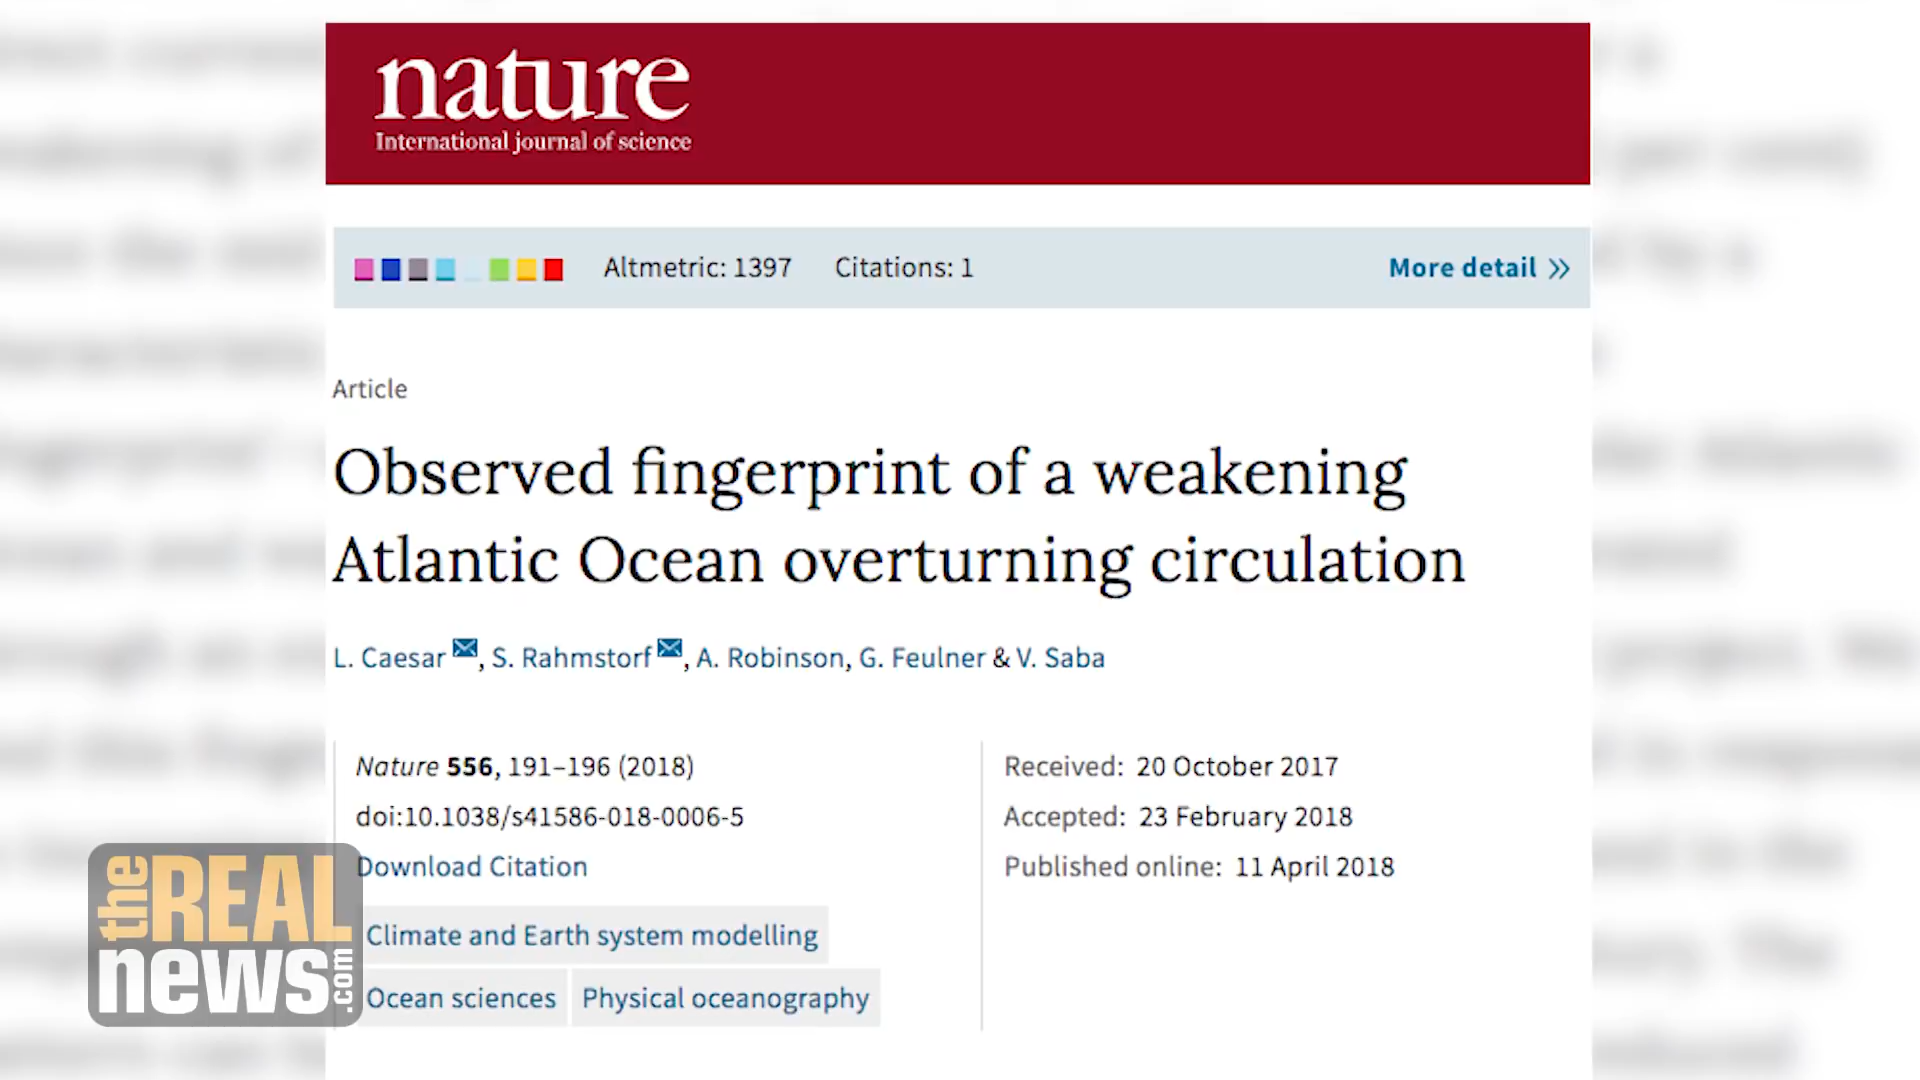 nature
International journal of science
Altmetric: 1397 Citations: 1 More detail >>
Article
Observed fingerprint of a weakening
Atlantic Ocean overturning circulation
L. Caesar, S. Rahmstorf, A. Robinson, G. Feulner & V. Saba
Nature 556, 191–196 (2018)
doi:10.1038/s41586-018-0006-5
Download Citation
Climate and Earth system modelling
Ocean sciences Physical oceanography
Received: 20 October 2017
Accepted: 23 February 2018
Published online: 11 April 2018
the REAL
news.com